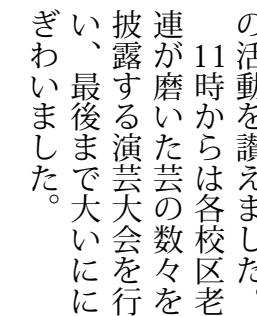 の活動を讃えました。
11時からは各校区老
連が磨いた芸の数々を
披露する演芸大会を行
い、最後まで大いにに
ぎわいました。